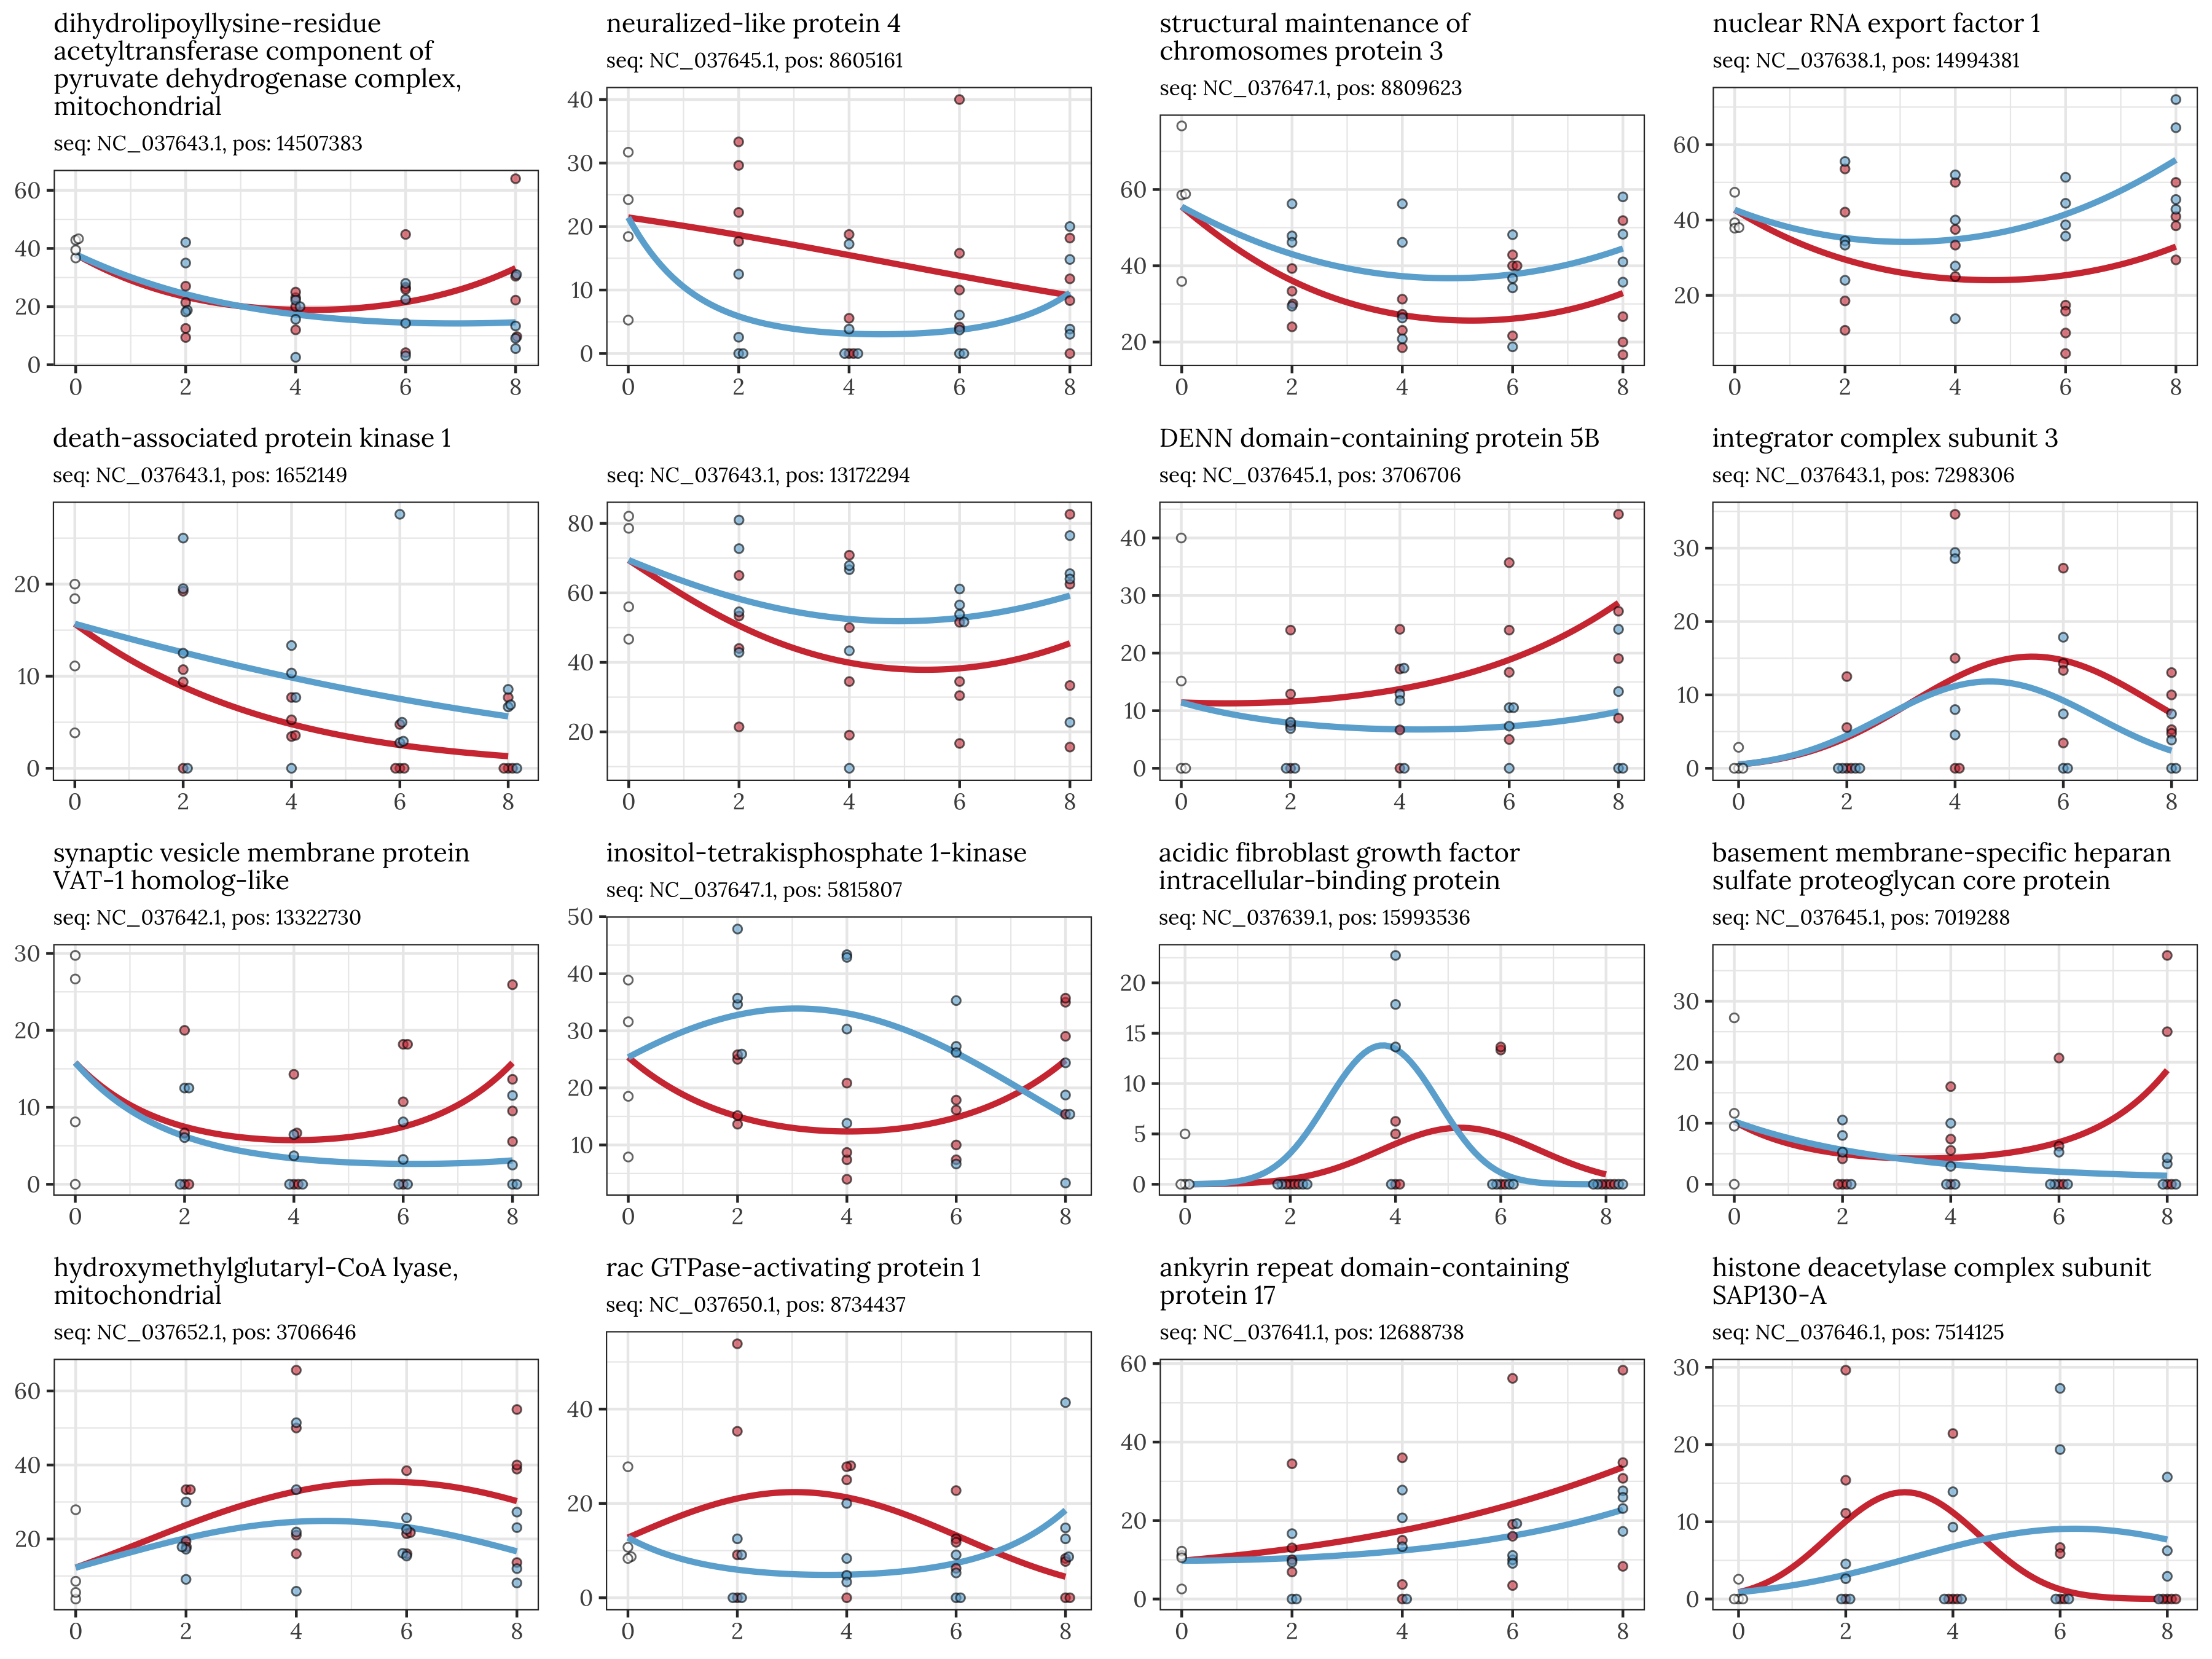 dihydrolipoyllysine-residue
acetyltransferase component of
pyruvate dehydrogenase complex,
mitochondrial
seq: NC_037643.1, pos: 14507383
60
40
20
0
0 2 4 6 8
neuralized-like protein 4
seq: NC_037645.1, pos: 8605161
40
30
20
10
0
0 2 4 6 8
structural maintenance of
chromosomes protein 3
seq: NC_037647.1, pos: 8809623
60
40
20
0 2 4 6 8
nuclear RNA export factor 1
seq: NC_037638.1, pos: 14994381
60
40
20
0 2 4 6 8
death-associated protein kinase 1
seq: NC_037643.1, pos: 1652149
20
10
0
0 2 4 6 8
seq: NC_037643.1, pos: 13172294
80
60
40
20
0 2 4 6 8
DENN domain-containing protein 5B
seq: NC_037645.1, pos: 3706706
40
30
20
10
0
0 2 4 6 8
integrator complex subunit 3
seq: NC_037643.1, pos: 7298306
30
20
10
0
0 2 4 6 8
synaptic vesicle membrane protein
VAT-1 homolog-like
seq: NC_037642.1, pos: 13322730
30
20
10
0
0 2 4 6 8
inositol-tetrakisphosphate 1-kinase
seq: NC_037647.1, pos: 5815807
50
40
30
20
10
0 2 4 6 8
acidic fibroblast growth factor
intracellular-binding protein
seq: NC_037639.1, pos: 15993536
20
15
10
5
0
0 2 4 6 8
basement membrane-specific heparan
sulfate proteoglycan core protein
seq: NC_037645.1, pos: 7019288
30
20
10
0
0 2 4 6 8
hydroxymethylglutaryl-CoA lyase,
mitochondrial
seq: NC_037652.1, pos: 3706646
60
40
20
0 2 4 6 8
rac GTPase-activating protein 1
seq: NC_037650.1, pos: 8734437
40
20
0
0 2 4 6 8
ankyrin repeat domain-containing
protein 17
seq: NC_037641.1, pos: 12688738
60
40
20
0
0 2 4 6 8
histone deacetylase complex subunit
SAP130-A
seq: NC_037646.1, pos: 7514125
30
20
10
0
0 2 4 6 8